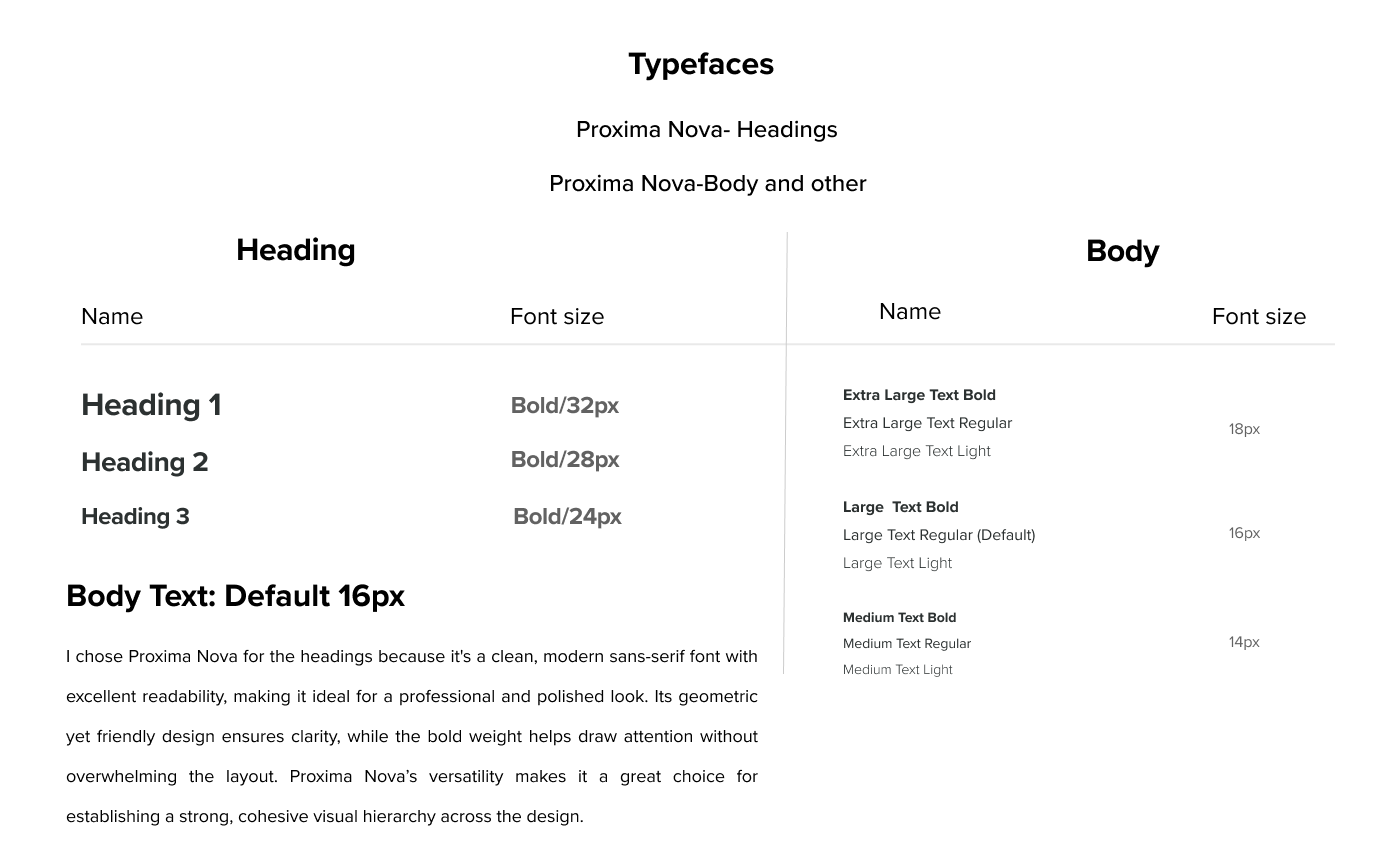 Typefaces
Proxima Nova- Headings
Proxima Nova-Body and other
Heading
Name Font size
Heading 1 Bold/32px
Heading 2 Bold/28px
Heading 3 Bold/24px
Body Text: Default 16px
I chose Proxima Nova for the headings because it's a clean, modern sans-serif font with
excellent readability, making it ideal for a professional and polished look. Its geometric
yet friendly design ensures clarity, while the bold weight helps draw attention without
overwhelming the layout. Proxima Nova’s versatility makes it a great choice for
establishing a strong, cohesive visual hierarchy across the design.
Body
Name Font size
Extra Large Text Bold
Extra Large Text Regular
18px
Extra Large Text Light
Large  Text Bold
Large Text Regular (Default)
16px
Large Text Light
Medium Text Bold
Medium Text Regular
14px
Medium Text Light